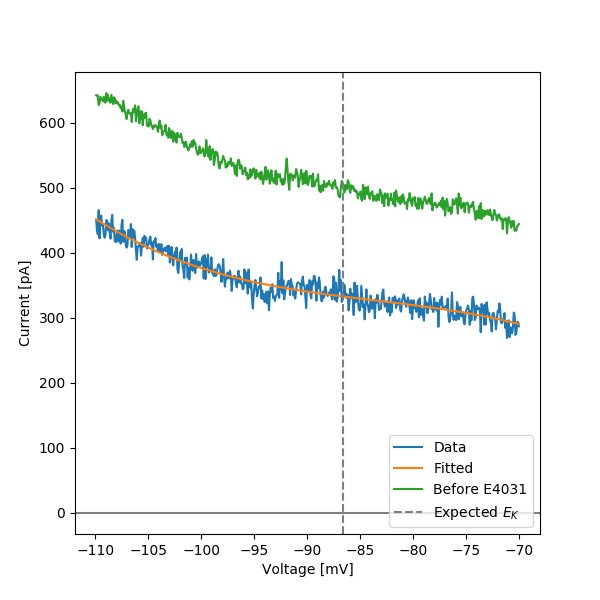 600
500
400
300
200
100
0
Current [pA]
Data
Fitted
Before E4031
Expected $E_K$
−110 −105 −100 −95 −90 −85 −80 −75 −70
Voltage [mV]